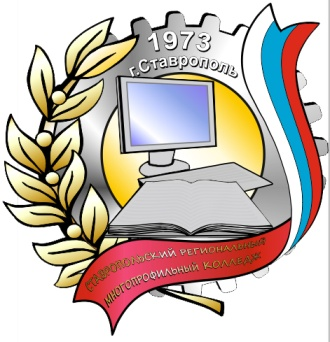 1973
г.Ставрополь
СТАВРОПОЛЬСКИЙ РЕГИОНАЛЬНЫЙ
МНОГОПРОФИЛЬНЫЙ КОЛЛЕДЖ